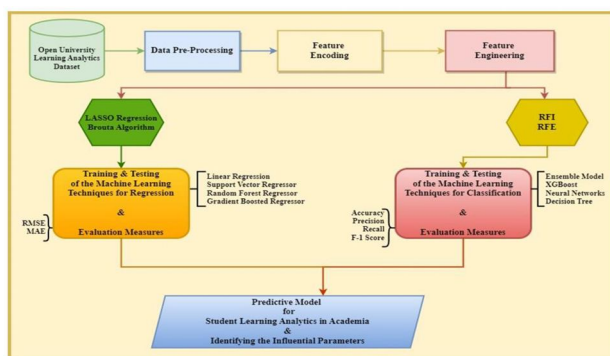 Open University
Learning Analytics
Dataset
Data Pre-Processing
Feature
Encoding
Feature
Engineering
LASSO Regression
Brouta Algorithm
RFI
RFE
Training & Testing
of the Machine Learning
Techniques for Regression
&
Evaluation Measures
Linear Regression
Support Vector Regressor
Random Forest Regressor
Gradient Boosted Regressor
RMSE
MAE
Training & Testing
of the Machine Learning
Techniques for Classification
&
Evaluation Measures
Ensemble Model
XGBoost
Neural Networks
Decision Tree
Accuracy
Precision
Recall
F-1 Score
Predictive Model
for
Student Learning Analytics in Academia
&
Identifying the Influential Parameters